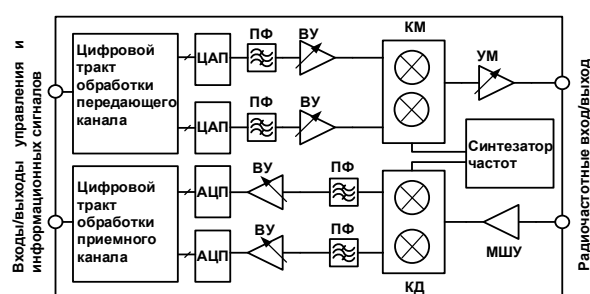 Входы/выходы управления и
информационных сигналов
Цифровой
тракт
обработки
передающего
канала
ЦАП
ПФ
ВУ
КМ
УМ
ЦАП
ПФ
ВУ
Синтезатор
частот
Цифровой
тракт
обработки
приемного
канала
АЦП
ВУ
ПФ
АЦП
ВУ
ПФ
КД
МШУ
Радиочастотные вход/выход